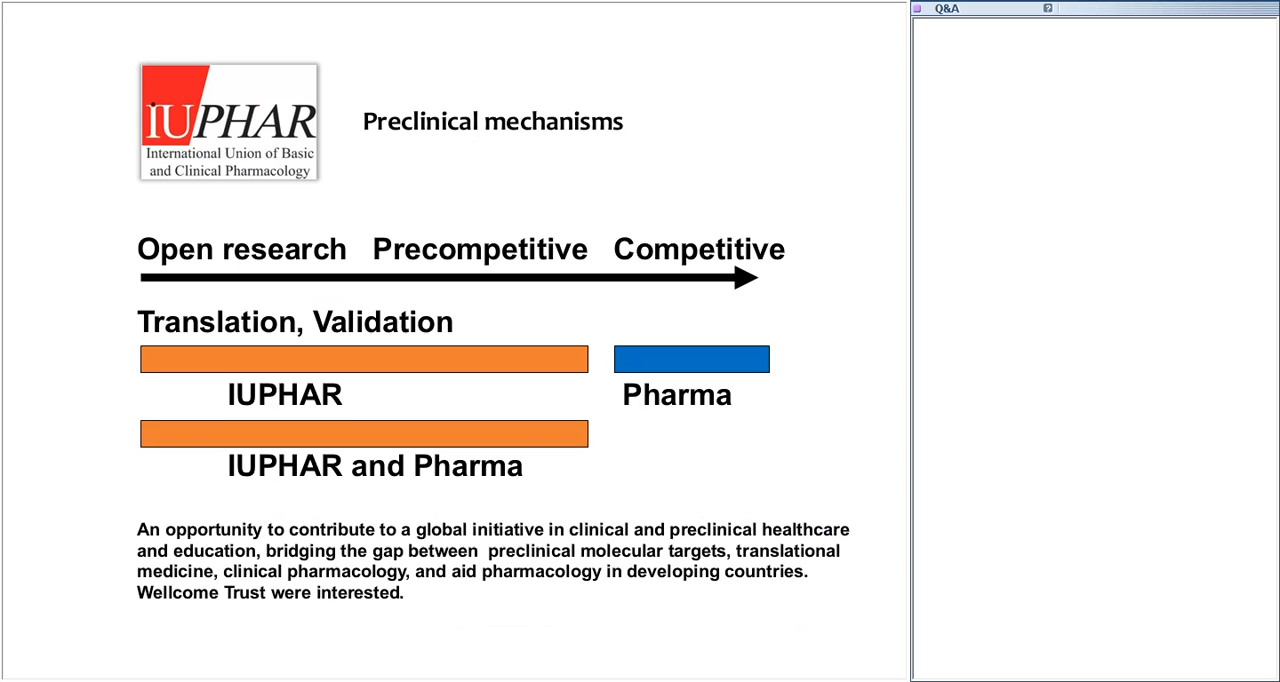 Q&A
?
IUPHAR
International Union of Basic
and Clinical Pharmacology
Preclinical mechanisms
Open research Precompetitive Competitive
Translation, Validation
IUPHAR Pharma
IUPHAR and Pharma
An opportunity to contribute to a global initiative in clinical and preclinical healthcare
and education, bridging the gap between preclinical molecular targets, translational
medicine, clinical pharmacology, and aid pharmacology in developing countries.
Wellcome Trust were interested.